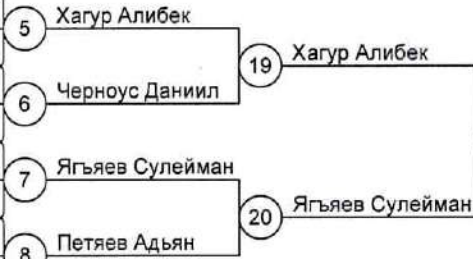 5 Хагур Алибек
19 Хагур Алибек
6 Черноус Даниил
7 Ягъяев Сулейман
20 Ягъяев Сулейман
8 Петяев Адьян